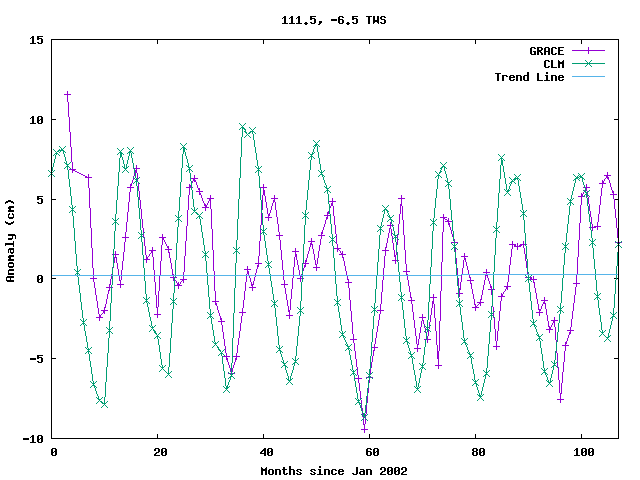 111.5, -6.5 TWS
GRACE
CLM
Trend Line
15
10
5
0
-5
-10
Anomaly (cm)
0 20 40 60 80 100
Months since Jan 2002